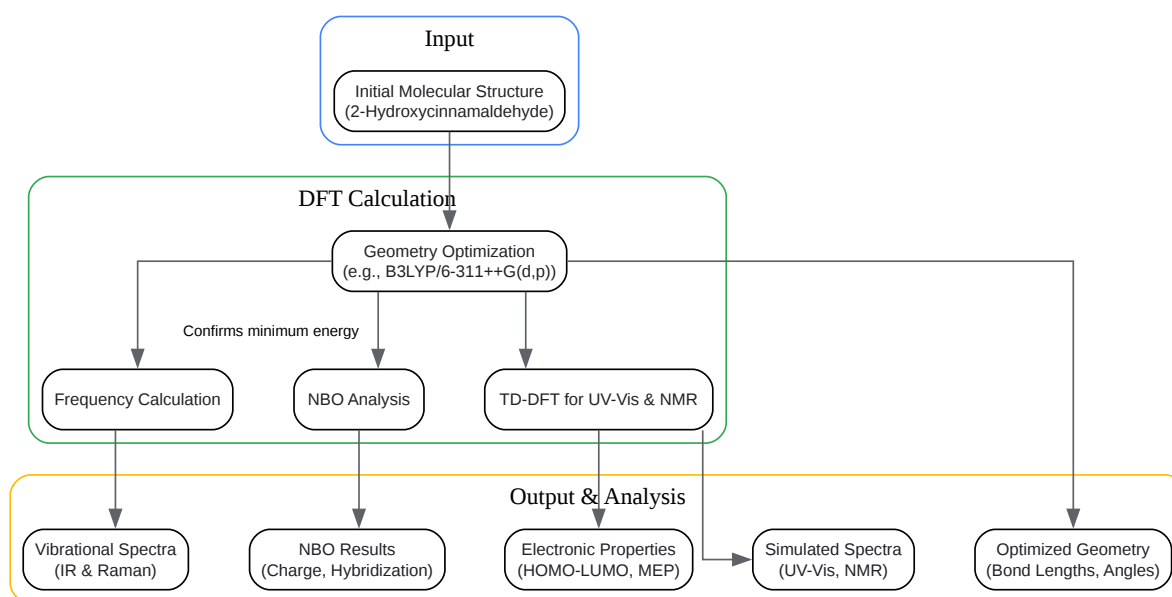 Input
Initial Molecular Structure
(2-Hydroxycinnamaldehyde)
DFT Calculation
Geometry Optimization
(e.g., B3LYP/6-311++G(d,p))
Confirms minimum energy
Frequency Calculation
NBO Analysis
TD-DFT for UV-Vis & NMR
Output & Analysis
Vibrational Spectra
(IR & Raman)
NBO Results
(Charge, Hybridization)
Electronic Properties
(HOMO-LUMO, MEP)
Simulated Spectra
(UV-Vis, NMR)
Optimized Geometry
(Bond Lengths, Angles)